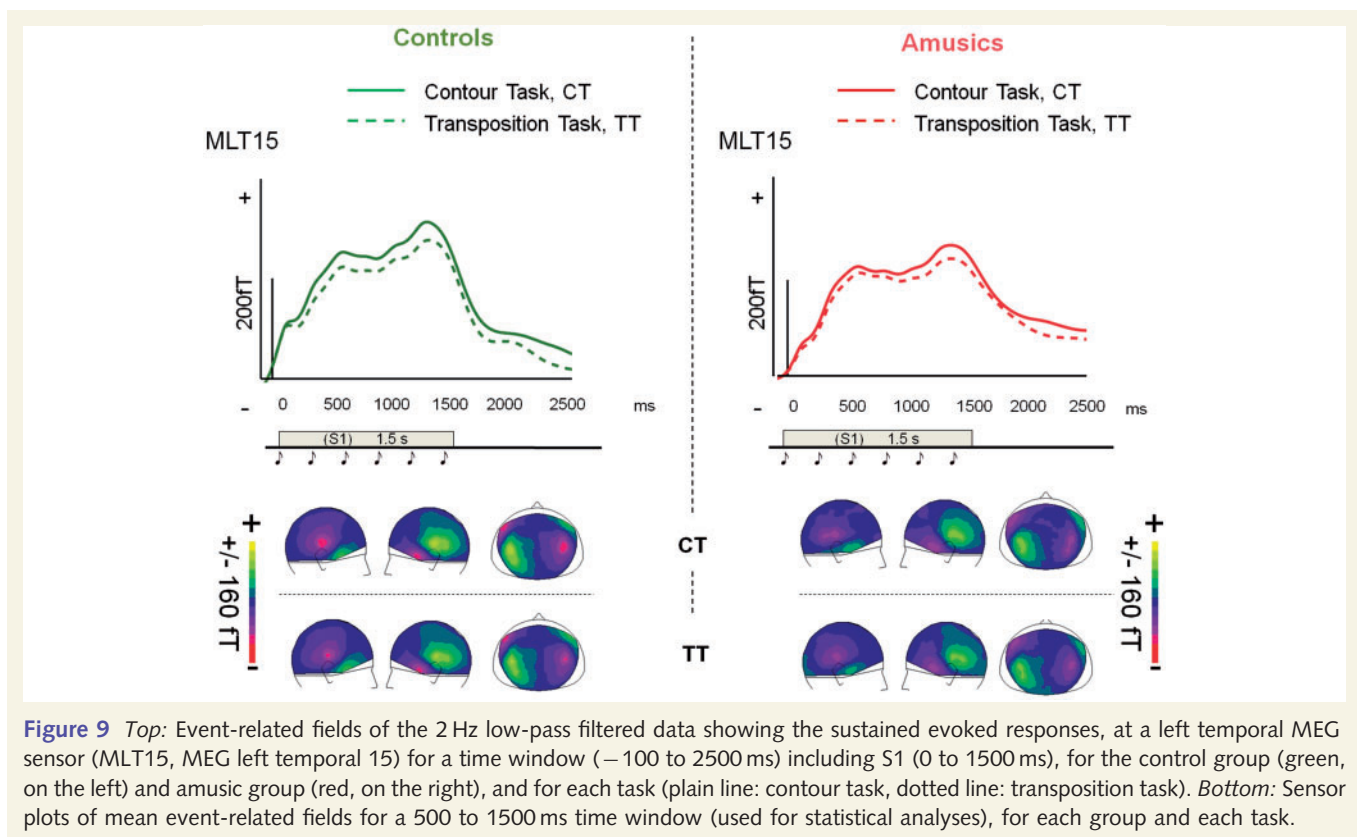 Controls
Contour Task, CT
Transposition Task, TT
MLT15
+
200fT
-
0 500 1000 1500 2000 2500 ms
(S1) 1.5 s
Amusics
Contour Task, CT
Transposition Task, TT
MLT15
+
200fT
-
0 500 1000 1500 2000 2500 ms
(S1) 1.5 s
+
+/- 160 fT
-
CT
TT
+
+/- 160 fT
-
Figure 9 Top: Event-related fields of the 2 Hz low-pass filtered data showing the sustained evoked responses, at a left temporal MEG
sensor (MLT15, MEG left temporal 15) for a time window (−100 to 2500 ms) including S1 (0 to 1500 ms), for the control group (green,
on the left) and amusic group (red, on the right), and for each task (plain line: contour task, dotted line: transposition task). Bottom: Sensor
plots of mean event-related fields for a 500 to 1500 ms time window (used for statistical analyses), for each group and each task.